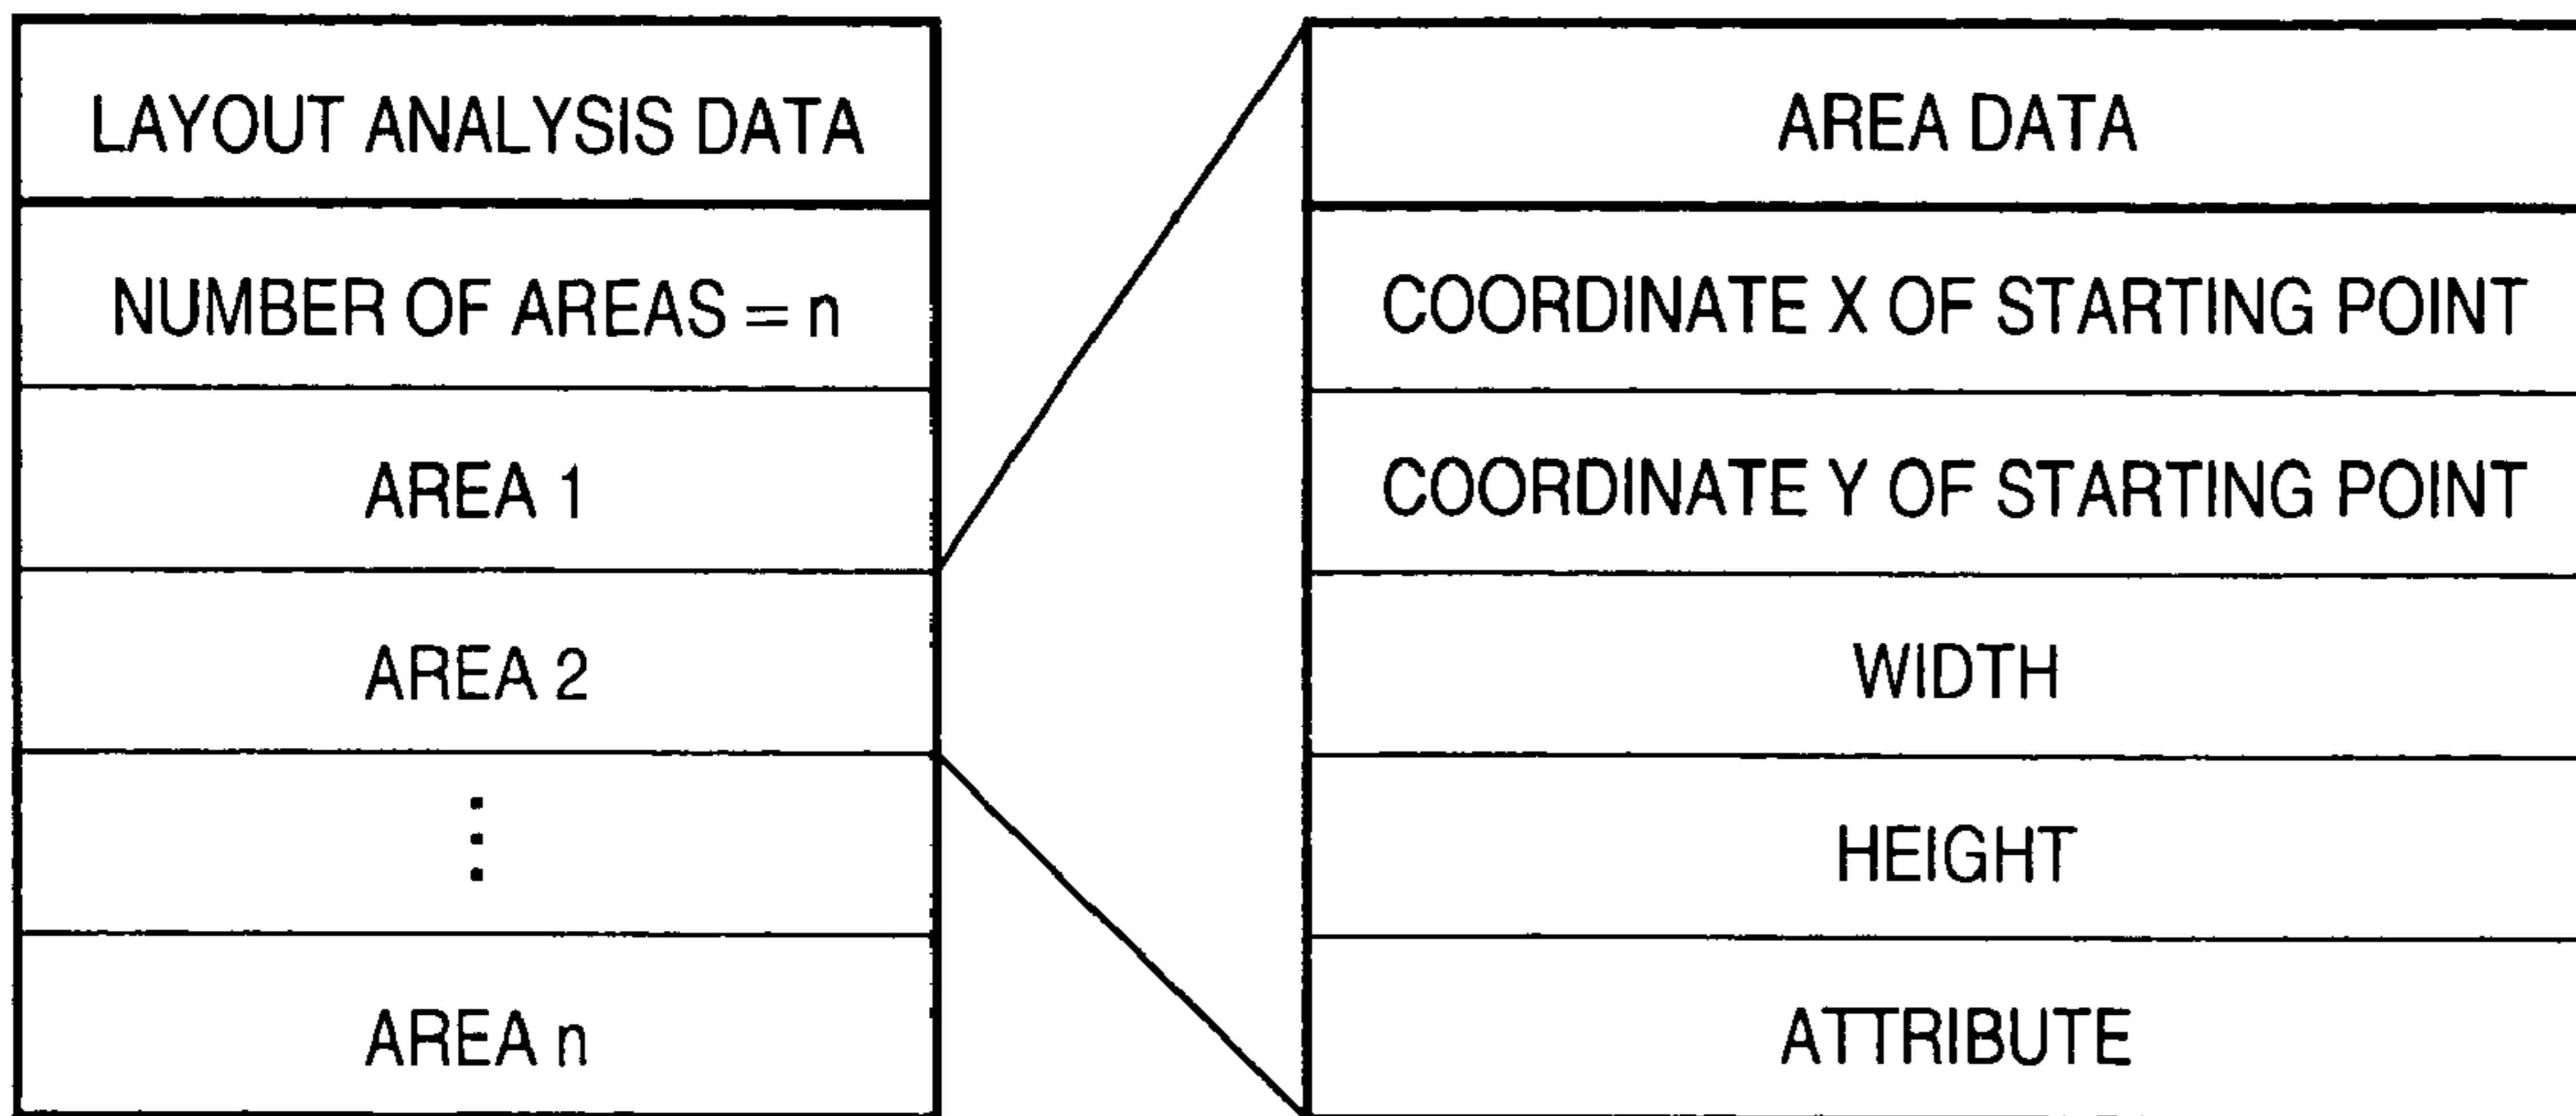 LAYOUT ANALYSIS DATA
NUMBER OF AREAS = n
AREA 1
AREA 2
⋮
AREA n
AREA DATA
COORDINATE X OF STARTING POINT
COORDINATE Y OF STARTING POINT
WIDTH
HEIGHT
ATTRIBUTE